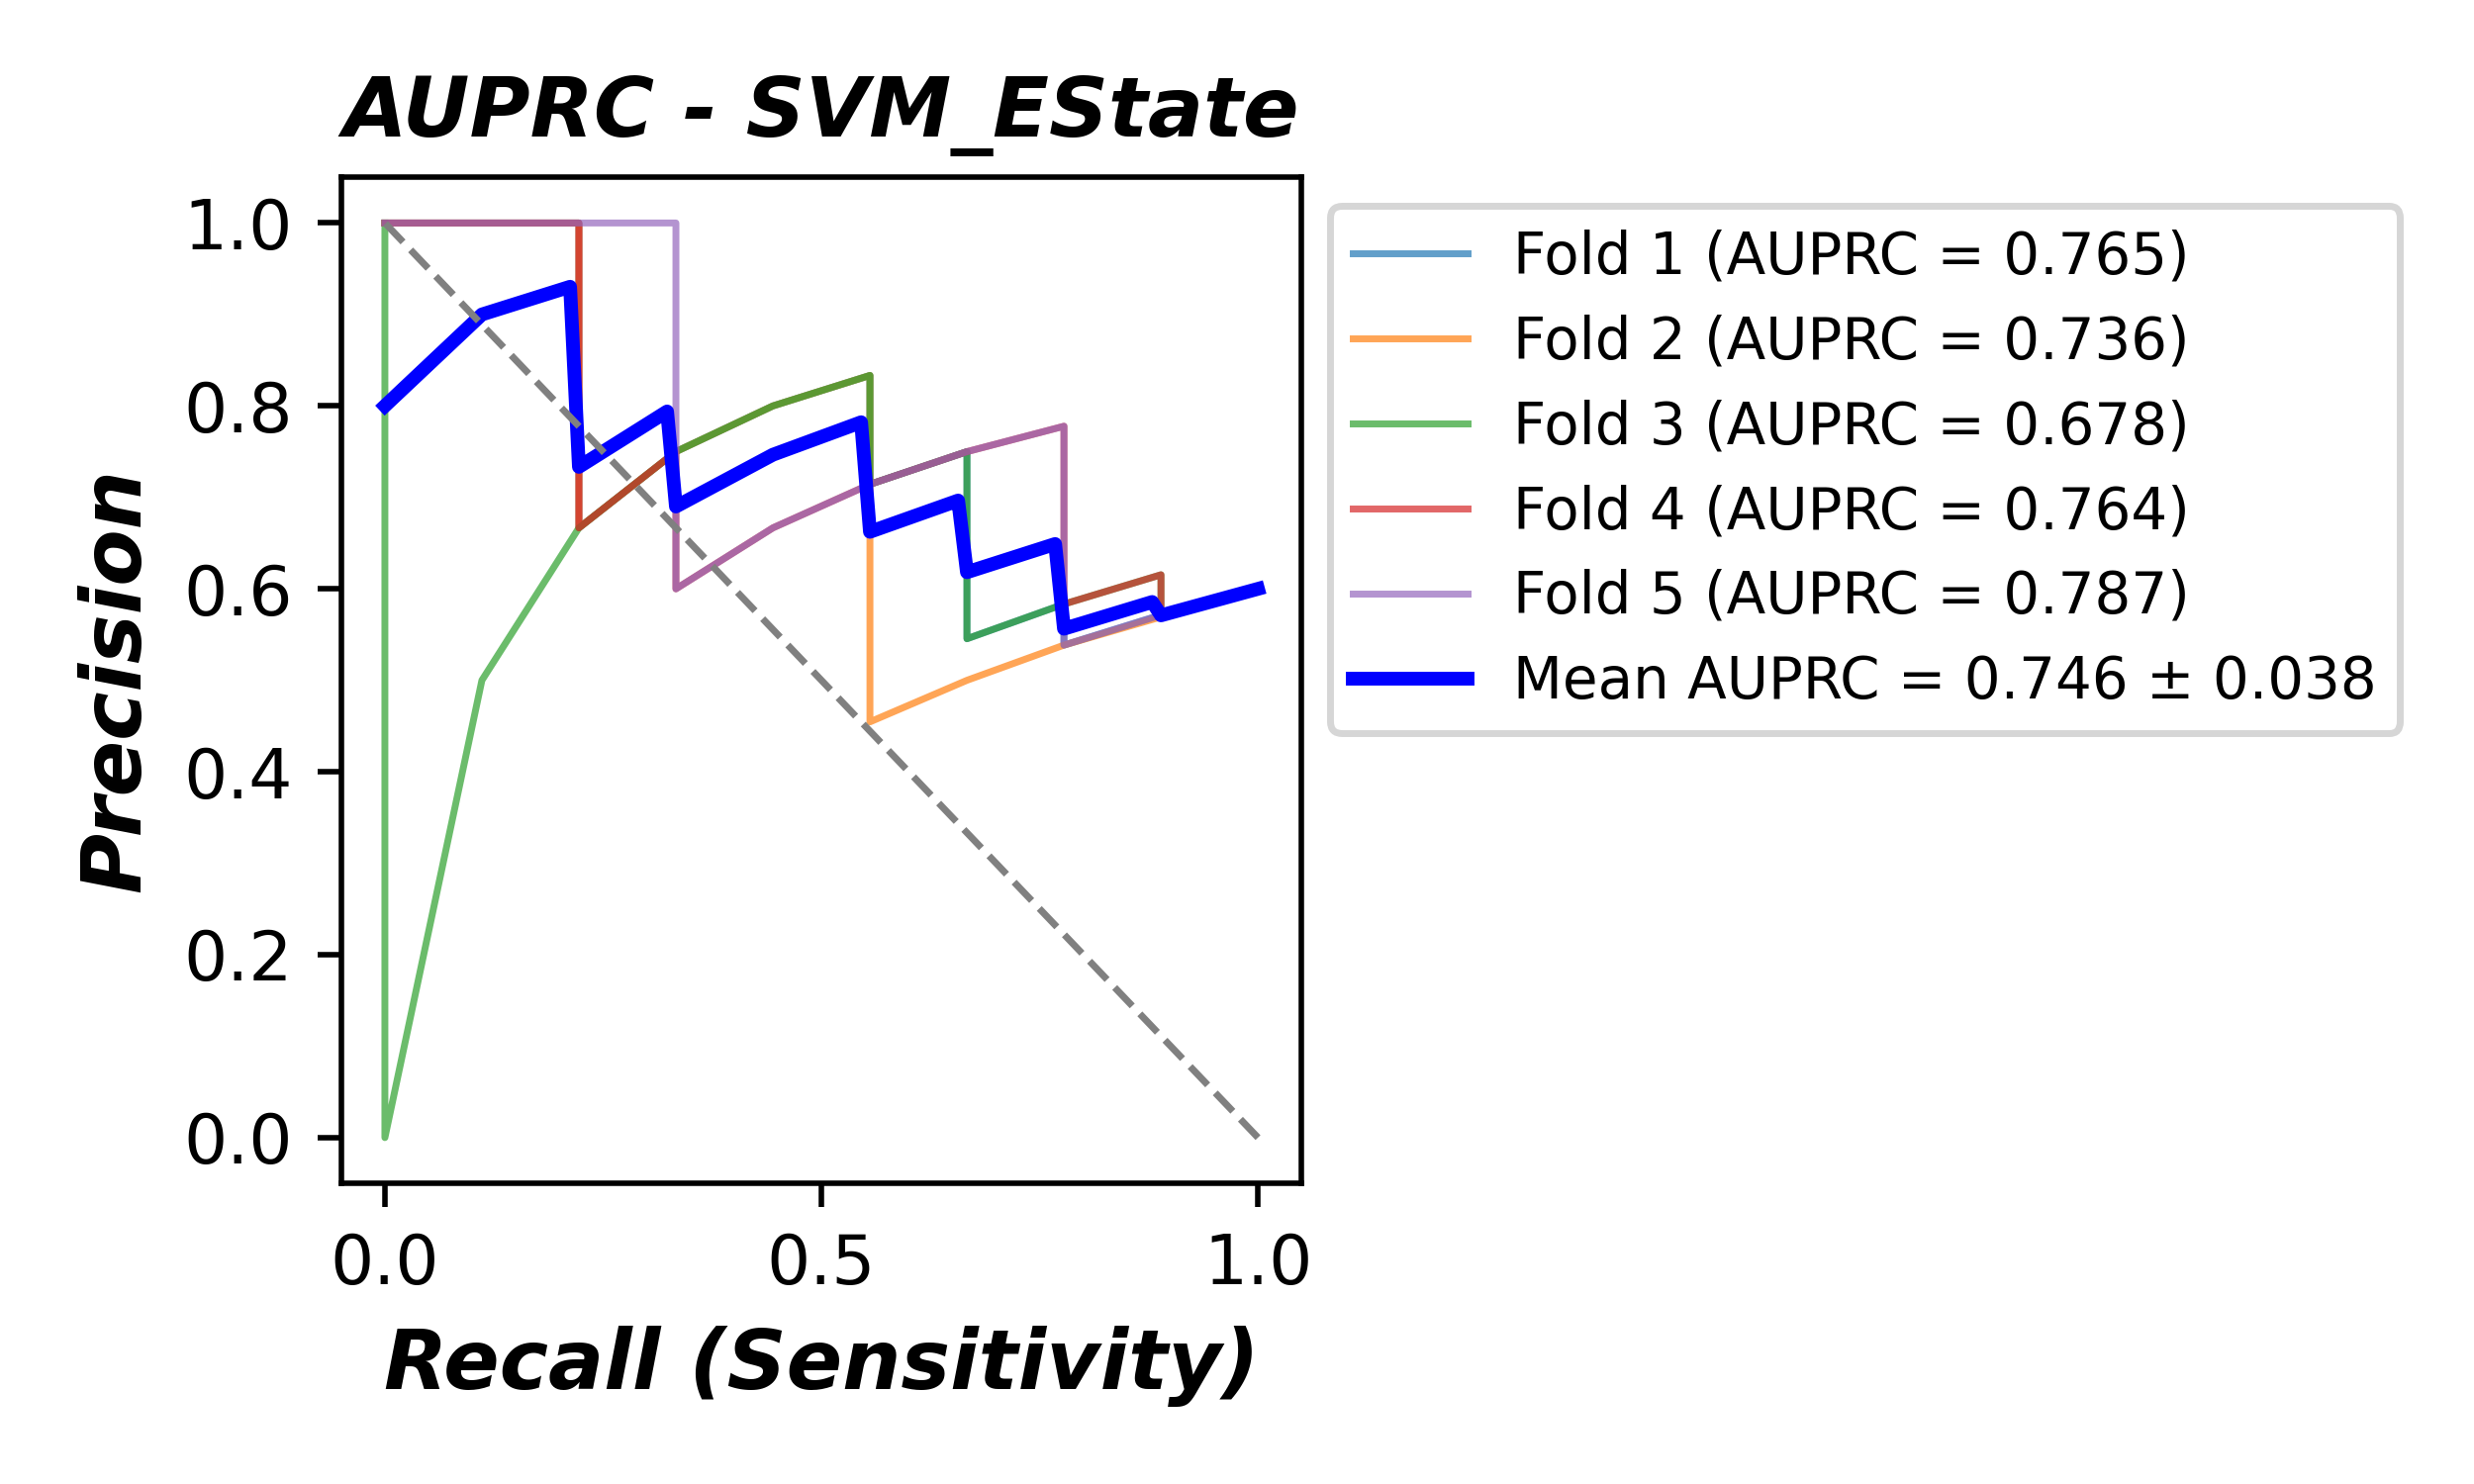 AUPRC - SVM_EState
Precision
1.0
0.8
0.6
0.4
0.2
0.0
0.0 0.5 1.0
Recall (Sensitivity)
Fold 1 (AUPRC = 0.765)
Fold 2 (AUPRC = 0.736)
Fold 3 (AUPRC = 0.678)
Fold 4 (AUPRC = 0.764)
Fold 5 (AUPRC = 0.787)
Mean AUPRC = 0.746 ± 0.038